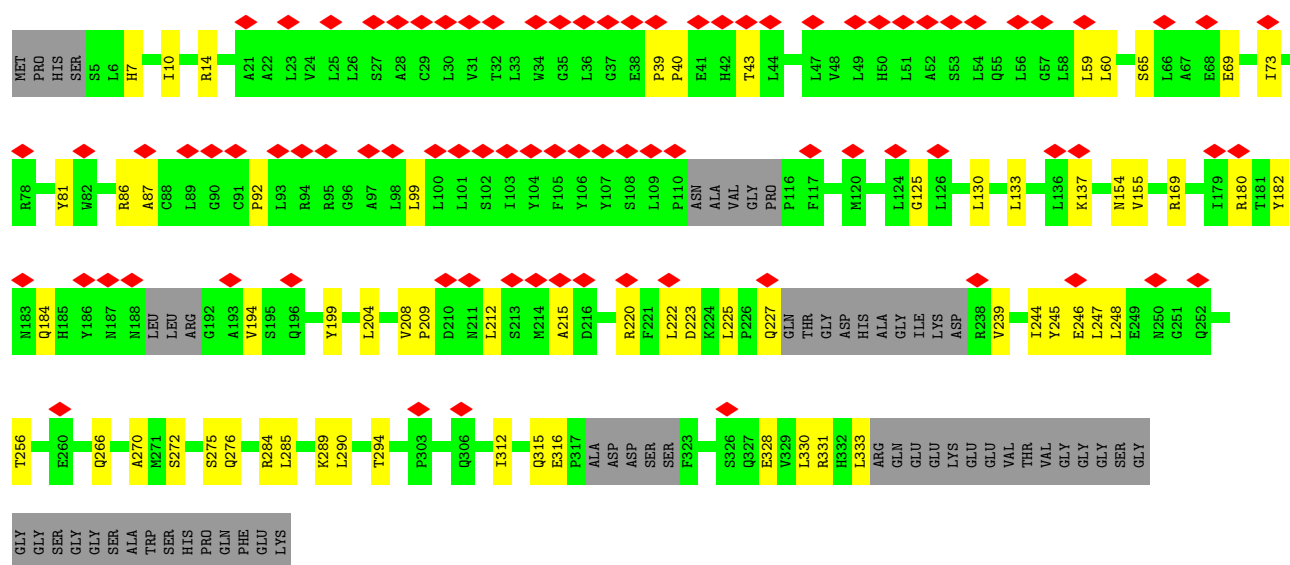 MET PRO HIS SER S5 L6 H7 I10 R14 A21 A22 L23 V24 L25 L26 S27 A28 C29 L30 V31 T32 L33 W34 G35 L36 G37 E38 P39 P40 E41 H42 T43 L44 L47 V48 L49 H50 L51 A52 S53 L54 Q55 L56 G57 L58 L59 L60 S65 L66 A67 E68 E69 I73
R78 Y81 W82 R86 A87 C88 L89 G90 C91 P92 L93 R94 R95 G96 A97 L98 L99 L100 L101 S102 I103 Y104 F105 Y106 Y107 S108 L109 P110 ASN ALA VAL GLY PRO P116 F117 M120 L124 G125 L126 L130 L133 L136 K137 N154 V155 R169 I179 R180 T181 Y182
N183 Q184 H185 Y186 N187 N188 LEU LEU ARG G192 A193 V194 S195 Q196 Y199 L204 V208 P209 D210 N211 L212 S213 M214 A215 D216 R220 F221 L222 D223 K224 L225 P226 Q227 GLN THR GLY ASP HIS ALA GLY ILE LYS ASP R238 V239 I244 Y245 E246 L247 L248 E249 N250 G251 Q252
T256 E260 Q266 A270 M271 S272 S275 Q276 R284 L285 K289 L290 T294 P303 Q306 I312 Q315 E316 P317 ALA ASP ASP SER SER F323 S326 Q327 E328 V329 L330 R331 H332 L333 ARG GLN GLU GLU LYS GLU GLU VAL THR VAL GLY GLY GLY SER GLY
GLY GLY SER GLY GLY SER ALA TRP SER HIS PRO GLN PHE GLU LYS